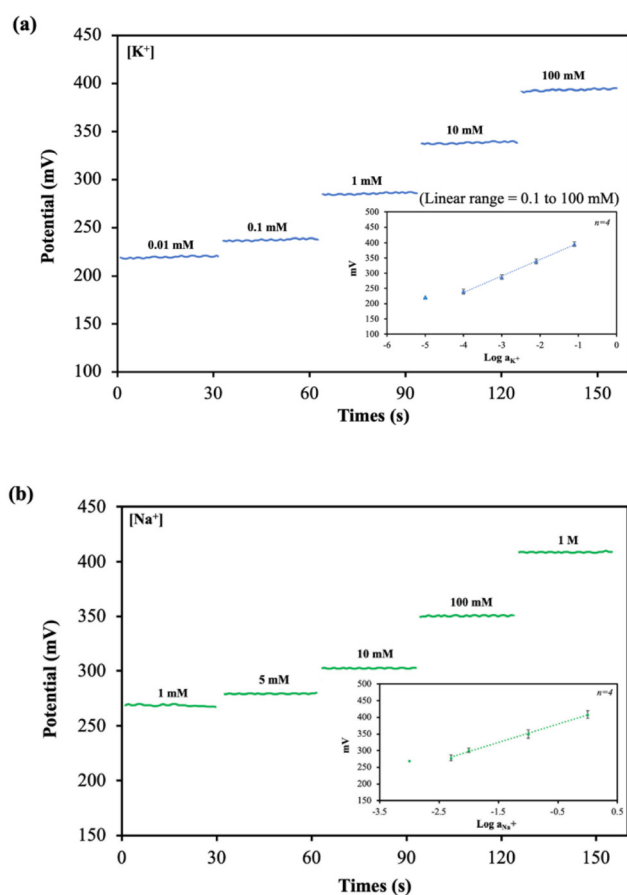 (a)
450
[K+]
100 mM
400
350
10 mM
1 mM
300
(Linear range = 0.1 to 100 mM)
Potential (mV)
250
0.01 mM
0.1 mM
200
150
100
500
450
400
350
300
250
200
150
100
mV
n=4
-6
-5
-4
-3
-2
-1
0
Log aK+
0
30
60
90
120
150
Times (s)
(b)
450
[Na+]
1 M
400
350
100 mM
10 mM
300
5 mM
1 mM
Potential (mV)
250
200
150
500
450
400
350
300
250
200
150
100
mV
n=4
-3.5
-2.5
-1.5
-0.5
0.5
Log aNa+
0
30
60
90
120
150
Times (s)